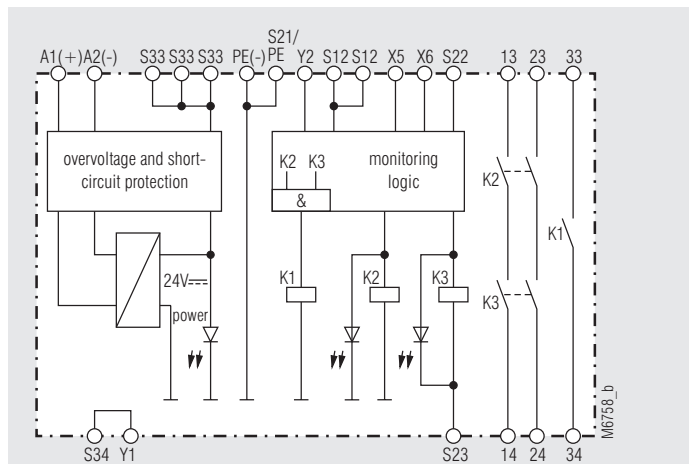 S21/
A1(+) A2(-) S33 S33 S33 PE(-) PE Y2 S12 S12 X5 X6 S22 13 23 33
overvoltage and short-
circuit protection
K2 K3
&
monitoring
logic
K2
K1
24V
power
K1
K2
K3
K3
M6758_b
S34 Y1 S23 14 24 34